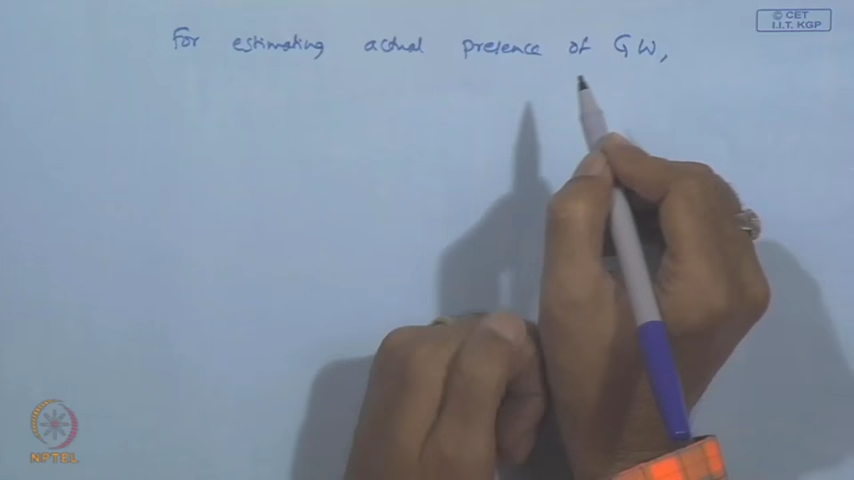 For estimating actual presence of GW,
© CET
I.I.T. KGP
NPTEL